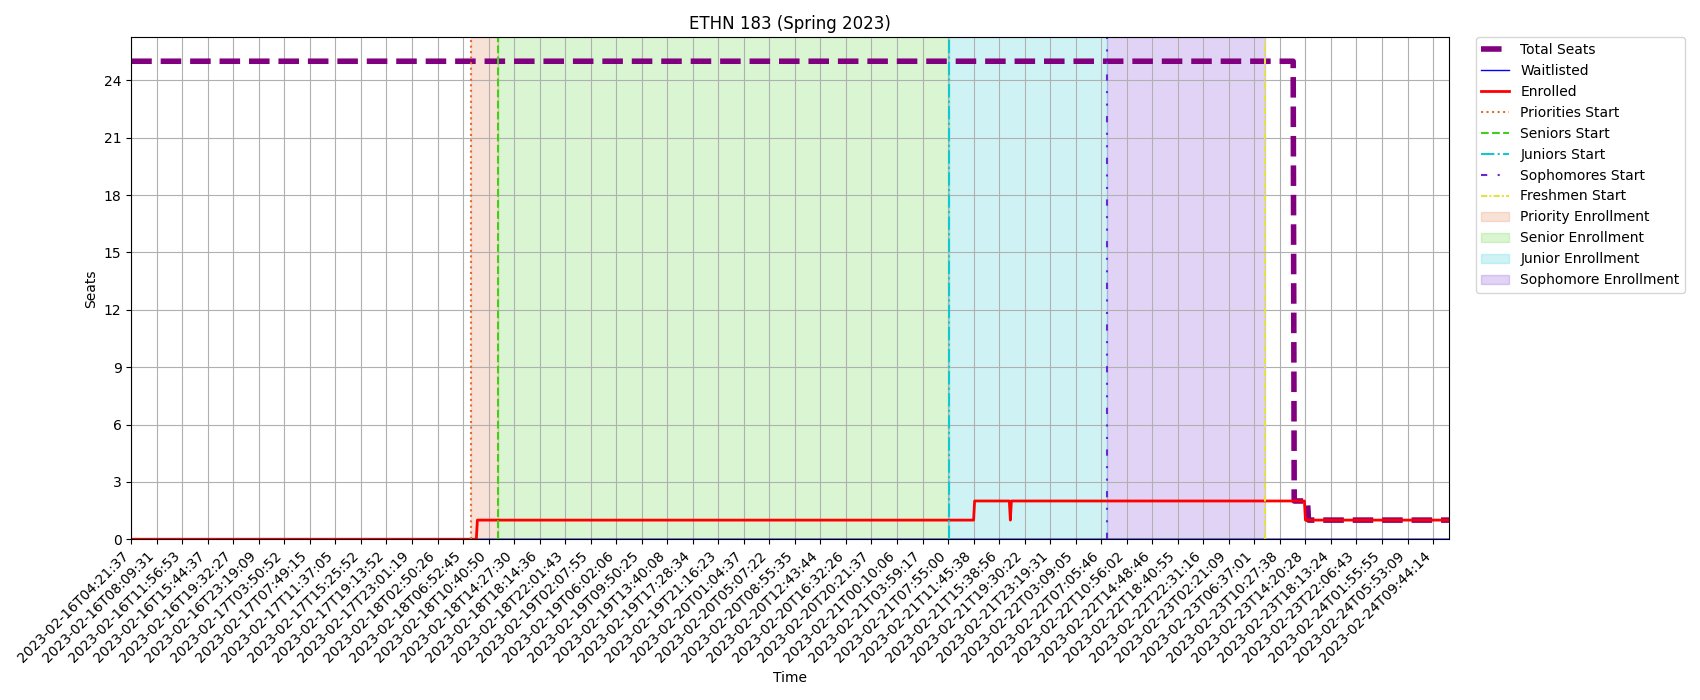 ETHN 183 (Spring 2023)
Seats
24
21
18
15
12
9
6
3
0
2023-02-16T04:21:37
2023-02-16T08:09:31
2023-02-16T11:56:53
2023-02-16T15:44:37
2023-02-16T19:32:27
2023-02-16T23:19:09
2023-02-17T03:50:52
2023-02-17T07:49:15
2023-02-17T11:37:05
2023-02-17T15:25:52
2023-02-17T19:13:52
2023-02-17T23:01:19
2023-02-18T02:50:26
2023-02-18T06:52:45
2023-02-18T10:40:50
2023-02-18T14:27:30
2023-02-18T18:14:36
2023-02-18T22:01:43
2023-02-19T02:07:55
2023-02-19T06:02:06
2023-02-19T09:50:25
2023-02-19T13:40:08
2023-02-19T17:28:34
2023-02-19T21:16:23
2023-02-20T01:04:37
2023-02-20T05:07:22
2023-02-20T08:55:35
2023-02-20T12:43:44
2023-02-20T16:32:26
2023-02-20T20:21:37
2023-02-21T00:10:06
2023-02-21T03:59:17
2023-02-21T07:55:00
2023-02-21T11:45:38
2023-02-21T15:38:56
2023-02-21T19:30:22
2023-02-21T23:19:31
2023-02-22T03:09:05
2023-02-22T07:05:46
2023-02-22T10:56:02
2023-02-22T14:48:46
2023-02-22T18:40:55
2023-02-22T22:31:16
2023-02-23T02:21:09
2023-02-23T06:37:01
2023-02-23T10:27:38
2023-02-23T14:20:28
2023-02-23T18:13:24
2023-02-23T22:06:43
2023-02-24T01:55:55
2023-02-24T05:53:09
2023-02-24T09:44:14
Time
Total Seats
Waitlisted
Enrolled
Priorities Start
Seniors Start
Juniors Start
Sophomores Start
Freshmen Start
Priority Enrollment
Senior Enrollment
Junior Enrollment
Sophomore Enrollment